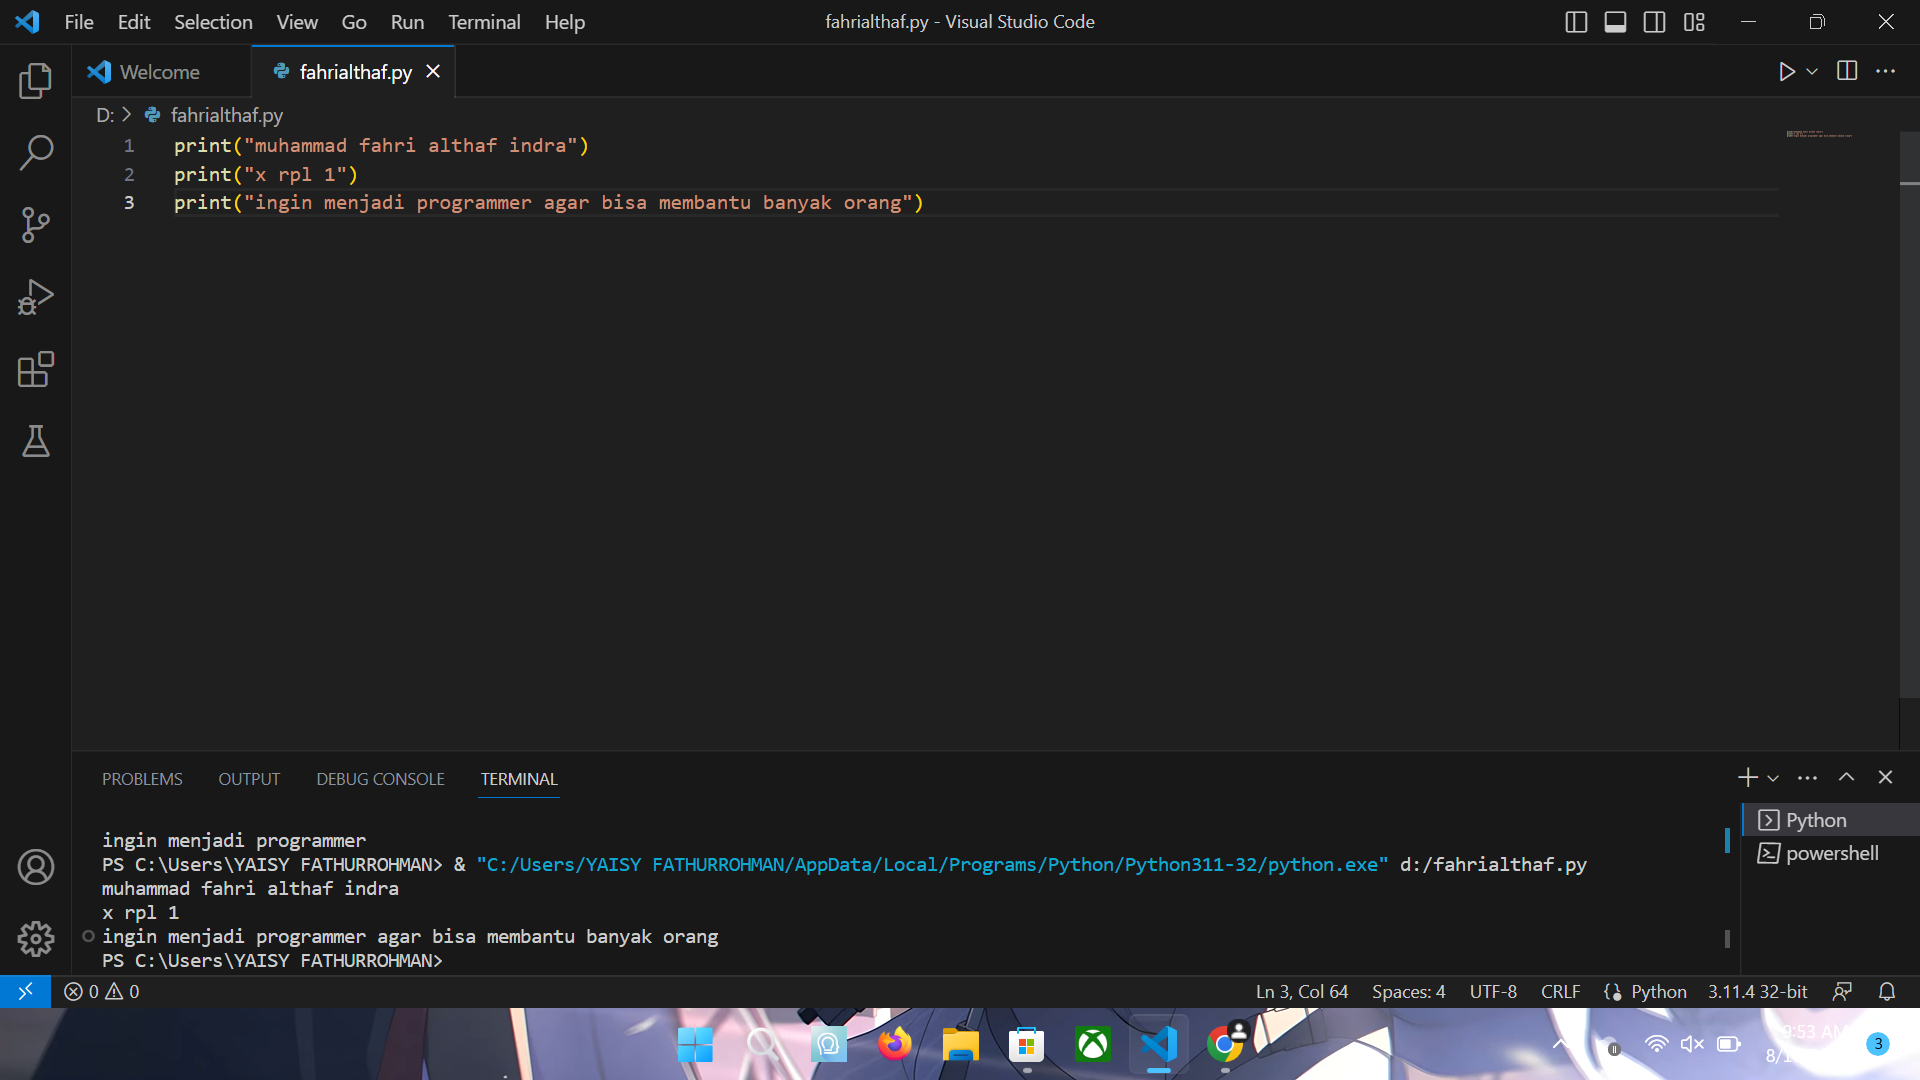 File Edit Selection View Go Run Terminal Help fahrialthaf.py - Visual Studio Code
Welcome fahrialthaf.py
D: > fahrialthaf.py
1 print("muhammad fahri althaf indra")
2 print("x rpl 1")
3 print("ingin menjadi programmer agar bisa membantu banyak orang")
PROBLEMS OUTPUT DEBUG CONSOLE TERMINAL
ingin menjadi programmer
PS C:\Users\YAISY FATHURROHMAN> & "C:/Users/YAISY FATHURROHMAN/AppData/Local/Programs/Python/Python311-32/python.exe" d:/fahrialthaf.py
muhammad fahri althaf indra
x rpl 1
ingin menjadi programmer agar bisa membantu banyak orang
PS C:\Users\YAISY FATHURROHMAN>
Python
powershell
0 0 Ln 3, Col 64 Spaces: 4 UTF-8 CRLF Python 3.11.4 32-bit
9:53 AM
3